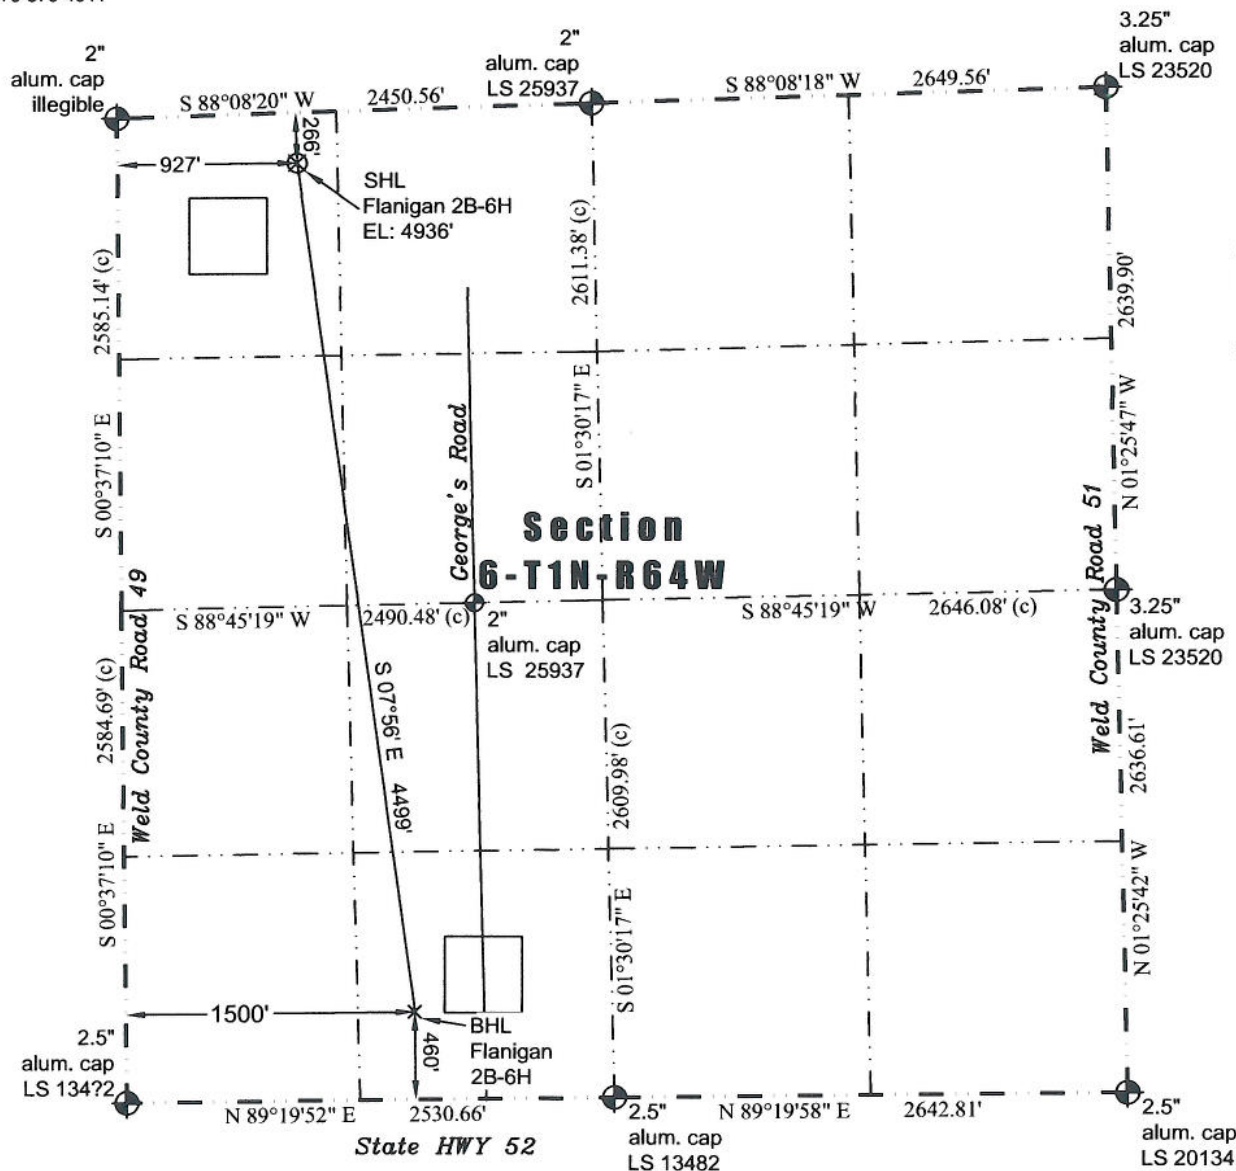 2"
alum. cap
illegible
S 88°08'20" W
2450.56'
2"
alum. cap
LS 25937
S 88°08'18" W
2649.56'
3.25"
alum. cap
LS 23520
927'
266'
SHL
Flanigan 2B-6H
EL: 4936'
2585.14' (c)
2611.38' (c)
2639.90'
S 00°37'10" E
George's Road
S 01°30'17" E
N 01°25'47" W
Section
6-T1N-R64W
Weld County Road 49
S 88°45'19" W
2490.48' (c)
2"
alum. cap
LS 25937
S 88°45'19" W
2646.08' (c)
Weld County Road 51
3.25"
alum. cap
LS 23520
2584.69' (c)
S 07°56' E 4499'
2609.98' (c)
2636.61'
S 00°37'10" E
S 01°30'17" E
N 01°25'42" W
1500'
460'
BHL
Flanigan
2B-6H
2.5"
alum. cap
LS 13472
N 89°19'52" E
2530.66'
State HWY 52
2.5"
alum. cap
LS 13482
N 89°19'58" E
2642.81'
2.5"
alum. cap
LS 20134